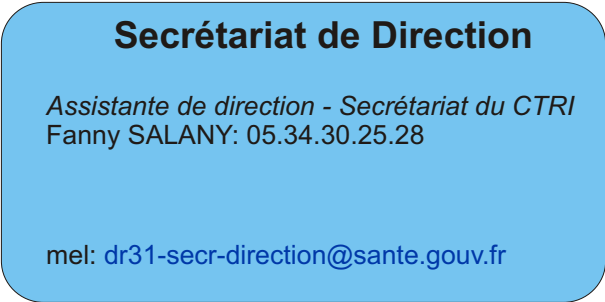 Secrétariat de Direction
Assistante de direction - Secrétariat du CTRI
Fanny SALANY: 05.34.30.25.28
mel: dr31-secr-direction@sante.gouv.fr